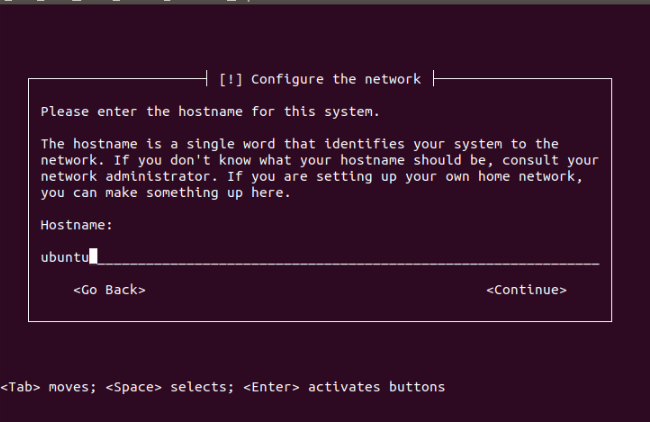 [!] Configure the network
Please enter the hostname for this system.
The hostname is a single word that identifies your system to the
network. If you don't know what your hostname should be, consult your
network administrator. If you are setting up your own home network,
you can make something up here.
Hostname:
ubuntu
<Go Back> <Continue>
<Tab> moves; <Space> selects; <Enter> activates buttons